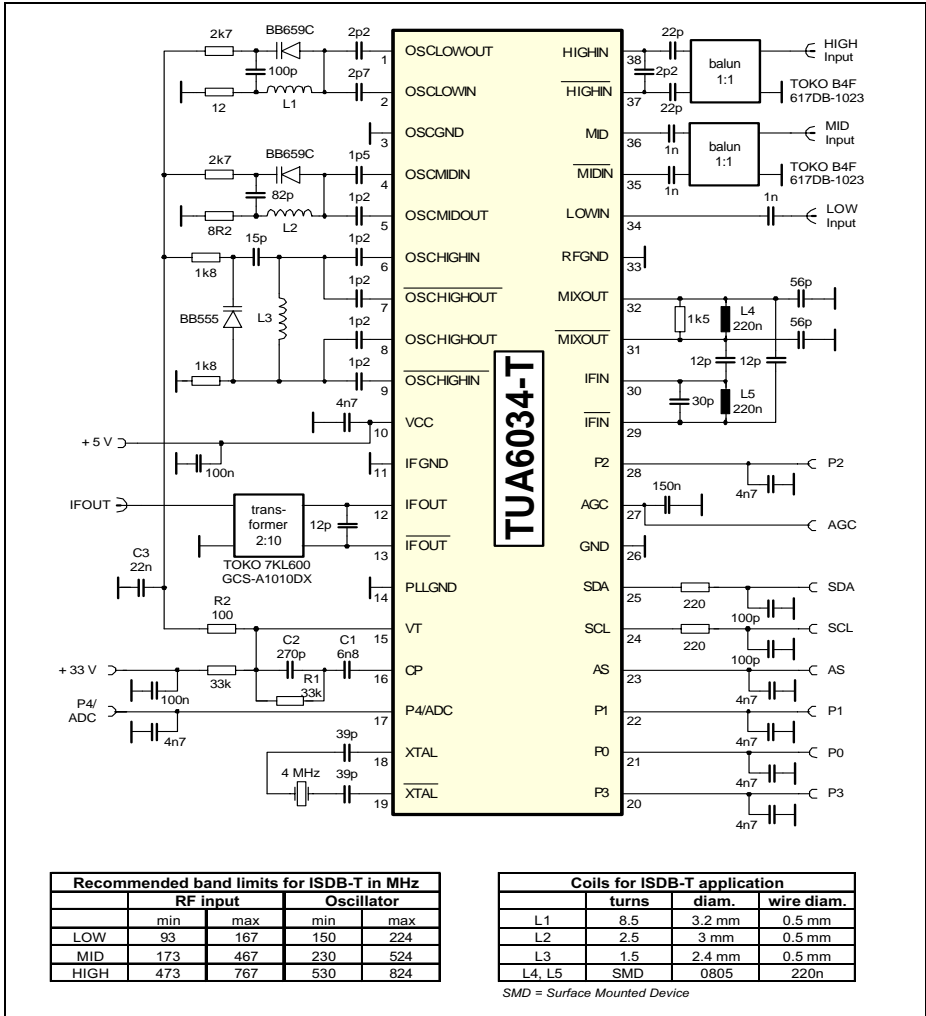 2k7 BB659C 2p2 22p
OSCLOWOUT HIGHIN HIGH
Input
1 38
100p 2p2 balun
1:1
2p7 TOKO B4F
617DB-1023
OSCLOWIN HIGHIN
12 L1 2 37 22p
OSCGND MID MID
Input
3 36 1n
2k7 BB659C 1p5 balun
1:1
OSCMIDIN MIDIN TOKO B4F
617DB-1023
4 35 1n
82p 1p2 1n
OSCMIDOUT LOWIN LOW
Input
8R2 L2 5 34
15p 1p2
OSCHIGHIN RFGND
1k8 6 33
1p2 56p
OSCHIGHOUT MIXOUT
7 32
BB555 L3 1k5 L4
220n
1p2 56p
OSCHIGHOUT MIXOUT
8 31
12p 12p
1k8 1p2
OSCHIGHIN IFIN
9 30
4n7 30p L5
220n
VCC IFIN
10 29
+ 5 V
100n
TUA6034-T
IFGND P2 P2
11 28 4n7
150n
IFOUT IFOUT AGC
trans-
former
2:10
12p 12 27
AGC
IFOUT GND
13 26
TOKO 7KL600
GCS-A1010DX
C3
22n
PLLGND SDA SDA
14 25 220 100p
R2
100
VT SCL SCL
15 24 220 100p
C2
270p
C1
6n8
+ 33 V CP AS AS
33k 16 23 4n7
R1
33k
100n
P4/
ADC
P4/ADC P1 P1
17 22 4n7
4n7
39p
XTAL P0 P0
18 21 4n7
4 MHz 39p
XTAL P3 P3
19 20 4n7
Recommended band limits for ISDB-T in MHz
RF input Oscillator
min max min max
LOW 93 167 150 224
MID 173 467 230 524
HIGH 473 767 530 824
Coils for ISDB-T application
turns diam. wire diam.
L1 8.5 3.2 mm 0.5 mm
L2 2.5 3 mm 0.5 mm
L3 1.5 2.4 mm 0.5 mm
L4, L5 SMD 0805 220n
SMD = Surface Mounted Device